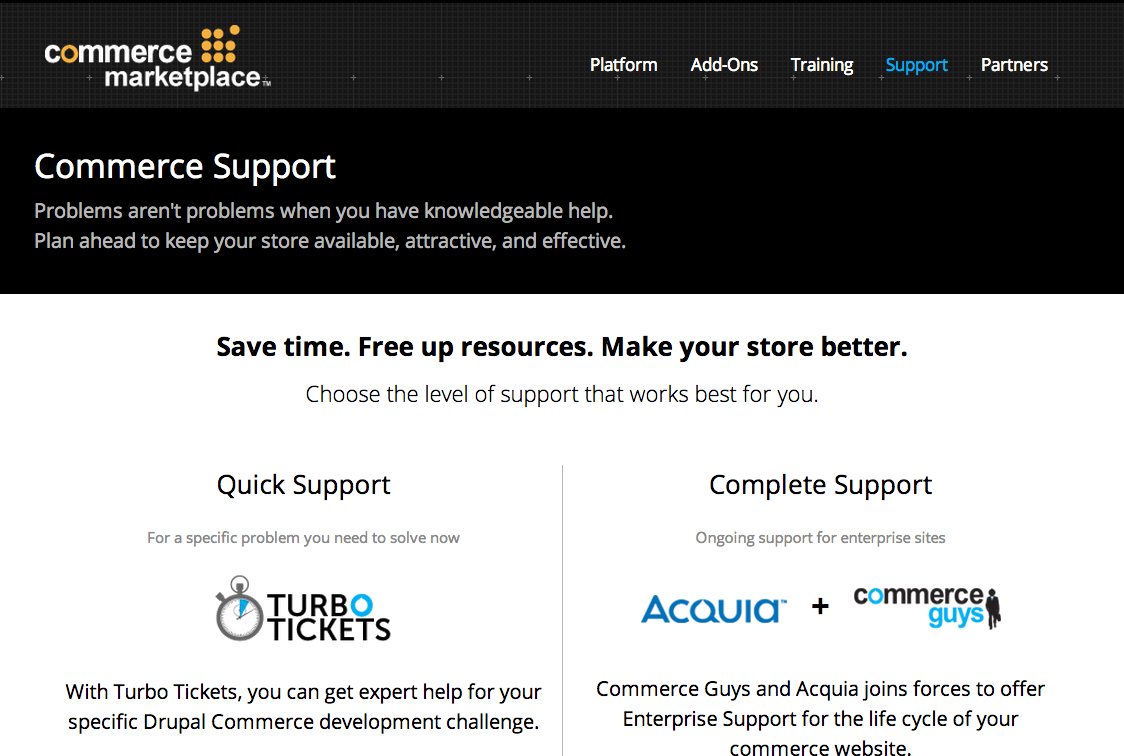 commerce
marketplace™
Platform Add-Ons Training Support Partners
Commerce Support
Problems aren't problems when you have knowledgeable help.
Plan ahead to keep your store available, attractive, and effective.
Save time. Free up resources. Make your store better.
Choose the level of support that works best for you.
Quick Support
For a specific problem you need to solve now
TURBO
TICKETS
With Turbo Tickets, you can get expert help for your
specific Drupal Commerce development challenge.
Complete Support
Ongoing support for enterprise sites
ACQUIA™ + commerce
guys
Commerce Guys and Acquia joins forces to offer
Enterprise Support for the life cycle of your
commerce website.